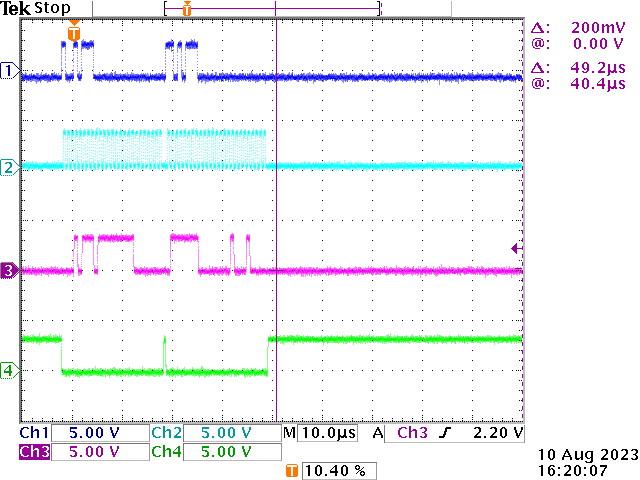 Tek Stop
T
T
Δ: 200mV
@: 0.00 V
Δ: 49.2µs
@: 40.4µs
1
2
3
4
Ch1 5.00 V Ch2 5.00 V M 10.0µs A Ch3 2.20 V
Ch3 5.00 V Ch4 5.00 V
T 10.40 %
10 Aug 2023
16:20:07